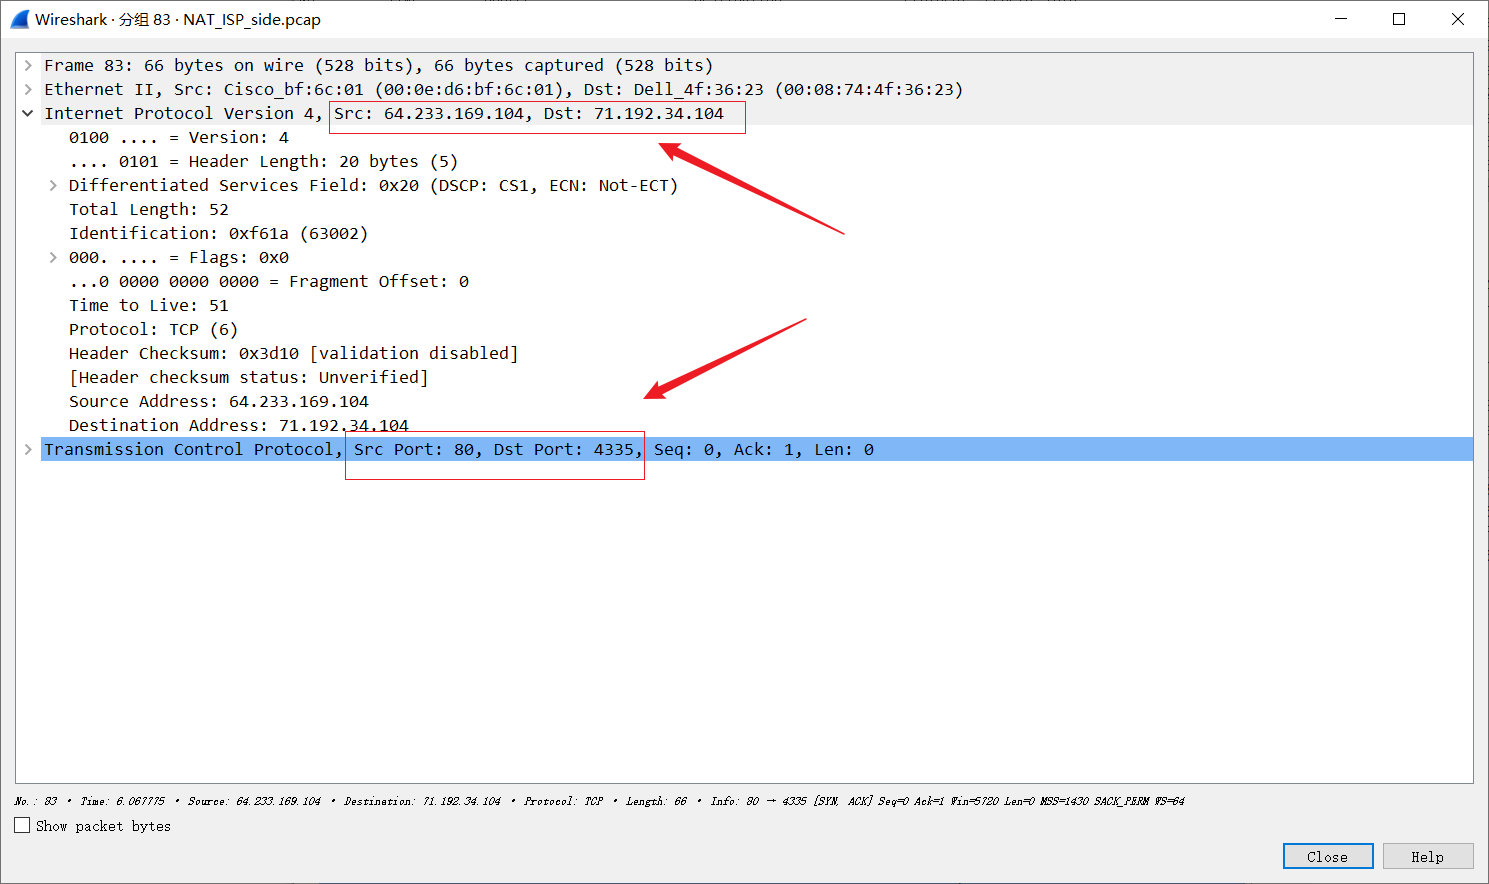 Wireshark · 分组 83 · NAT_ISP_side.pcap
Frame 83: 66 bytes on wire (528 bits), 66 bytes captured (528 bits)
Ethernet II, Src: Cisco_bf:6c:01 (00:0e:d6:bf:6c:01), Dst: Dell_4f:36:23 (00:08:74:4f:36:23)
Internet Protocol Version 4, Src: 64.233.169.104, Dst: 71.192.34.104
0100 .... = Version: 4
.... 0101 = Header Length: 20 bytes (5)
Differentiated Services Field: 0x20 (DSCP: CS1, ECN: Not-ECT)
Total Length: 52
Identification: 0xf61a (63002)
000. .... = Flags: 0x0
...0 0000 0000 0000 = Fragment Offset: 0
Time to Live: 51
Protocol: TCP (6)
Header Checksum: 0x3d10 [validation disabled]
[Header checksum status: Unverified]
Source Address: 64.233.169.104
Destination Address: 71.192.34.104
Transmission Control Protocol, Src Port: 80, Dst Port: 4335, Seq: 0, Ack: 1, Len: 0
No.: 83 · Time: 6.067775 · Source: 64.233.169.104 · Destination: 71.192.34.104 · Protocol: TCP · Length: 66 · Info: 80 → 4335 [SYN, ACK] Seq=0 Ack=1 Win=5720 Len=0 MSS=1430 SACK_PERM WS=64
Show packet bytes
Close
Help